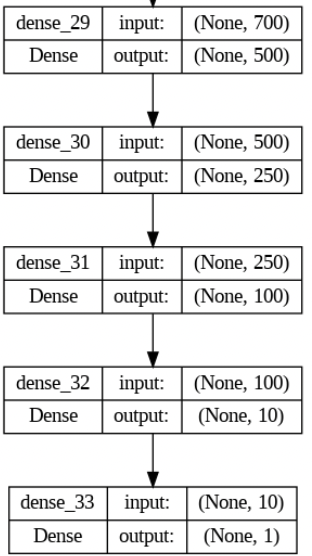 dense_29 input: (None, 700)
Dense output: (None, 500)
dense_30 input: (None, 500)
Dense output: (None, 250)
dense_31 input: (None, 250)
Dense output: (None, 100)
dense_32 input: (None, 100)
Dense output: (None, 10)
dense_33 input: (None, 10)
Dense output: (None, 1)